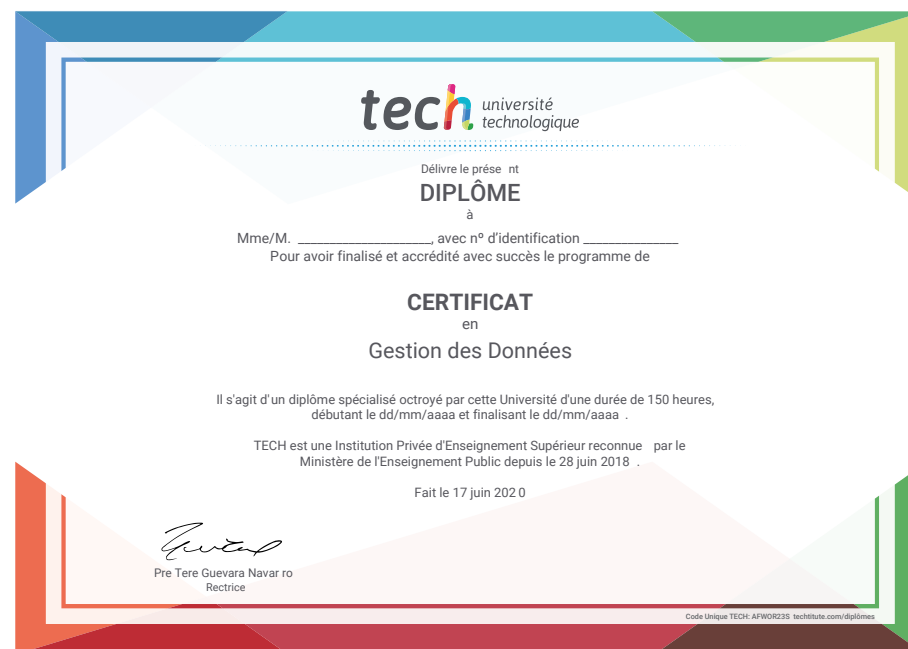 tech université
technologique
Délivre le prése nt
DIPLÔME
à
Mme/M. ____________________, avec nº d'identification ______________
Pour avoir finalisé et accrédité avec succès le programme de
CERTIFICAT
en
Gestion des Données
Il s'agit d'un diplôme spécialisé octroyé par cette Université d'une durée de 150 heures,
débutant le dd/mm/aaaa et finalisant le dd/mm/aaaa .
TECH est une Institution Privée d'Enseignement Supérieur reconnue par le
Ministère de l'Enseignement Public depuis le 28 juin 2018 .
Fait le 17 juin 2020
Pre Tere Guevara Navar ro
Rectrice
Code Unique TECH: AFWOR23S techtitute.com/diplômes